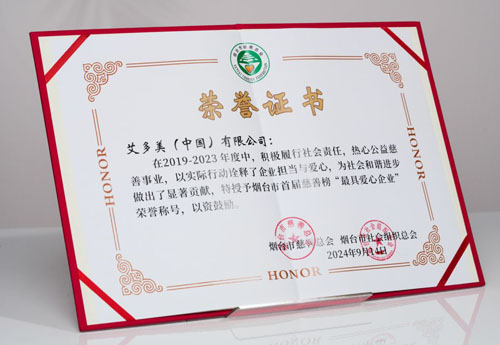 荣誉证书
艾多美（中国）有限公司：
在2019-2023年度中，积极履行社会责任，热心公益慈
善事业，以实际行动诠释了企业担当与爱心，为社会和谐进步
做出了显著贡献，特授予烟台市首届慈善榜“最具爱心企业”
荣誉称号，以资鼓励。
烟台市慈善总会 烟台市社会组织总会
2024年9月14日
HONOR
HONOR
HONOR